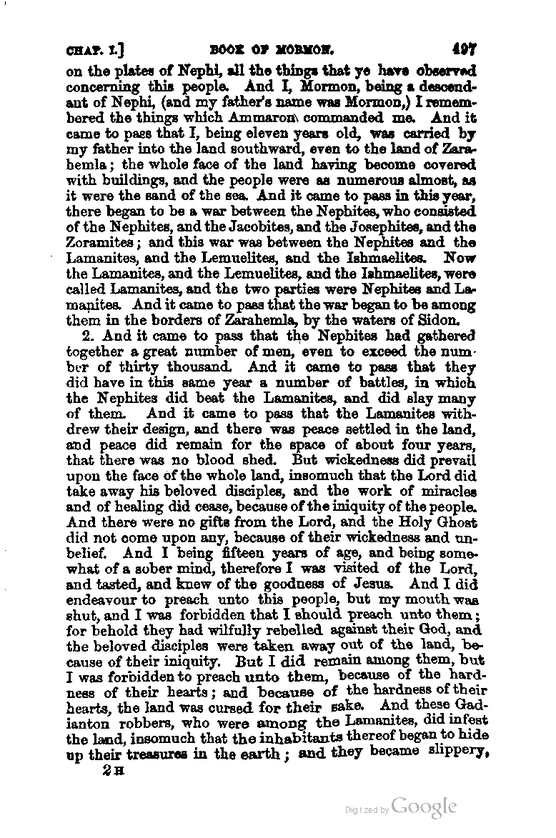 CHAP. I.] BOOK OF MORMON. 497
on the plates of Nephi, all the things that ye have observed
concerning this people. And I, Mormon, being a descend-
ant of Nephi, (and my father's name was Mormon,) I remem-
bered the things which Ammaron commanded me. And it
came to pass that I, being eleven years old, was carried by
my father into the land southward, even to the land of Zara-
hemla; the whole face of the land having become covered
with buildings, and the people were as numerous almost, as
it were the sand of the sea. And it came to pass in this year,
there began to be a war between the Nephites, who consisted
of the Nephites, and the Jacobites, and the Josephites, and the
Zoramites; and this war was between the Nephites and the
Lamanites, and the Lemuelites, and the Ishmaelites. Now
the Lamanites, and the Lemuelites, and the Ishmaelites, were
called Lamanites, and the two parties were Nephites and La-
manites. And it came to pass that the war began to be among
them in the borders of Zarahemla, by the waters of Sidon.
2. And it came to pass that the Nephites had gathered
together a great number of men, even to exceed the num-
ber of thirty thousand. And it came to pass that they
did have in this same year a number of battles, in which
the Nephites did beat the Lamanites, and did slay many
of them. And it came to pass that the Lamanites with-
drew their design, and there was peace settled in the land,
and peace did remain for the space of about four years,
that there was no blood shed. But wickedness did prevail
upon the face of the whole land, insomuch that the Lord did
take away his beloved disciples, and the work of miracles
and of healing did cease, because of the iniquity of the people.
And there were no gifts from the Lord, and the Holy Ghost
did not come upon any, because of their wickedness and un-
belief. And I being fifteen years of age, and being some-
what of a sober mind, therefore I was visited of the Lord,
and tasted, and knew of the goodness of Jesus. And I did
endeavour to preach unto this people, but my mouth was
shut, and I was forbidden that I should preach unto them;
for behold they had wilfully rebelled against their God, and
the beloved disciples were taken away out of the land, be-
cause of their iniquity. But I did remain among them, but
I was forbidden to preach unto them, because of the hard-
ness of their hearts; and because of the hardness of their
hearts, the land was cursed for their sake. And these Gad-
ianton robbers, who were among the Lamanites, did infest
the land, insomuch that the inhabitants thereof began to hide
up their treasures in the earth; and they became slippery,
2 H
Digitized by Google